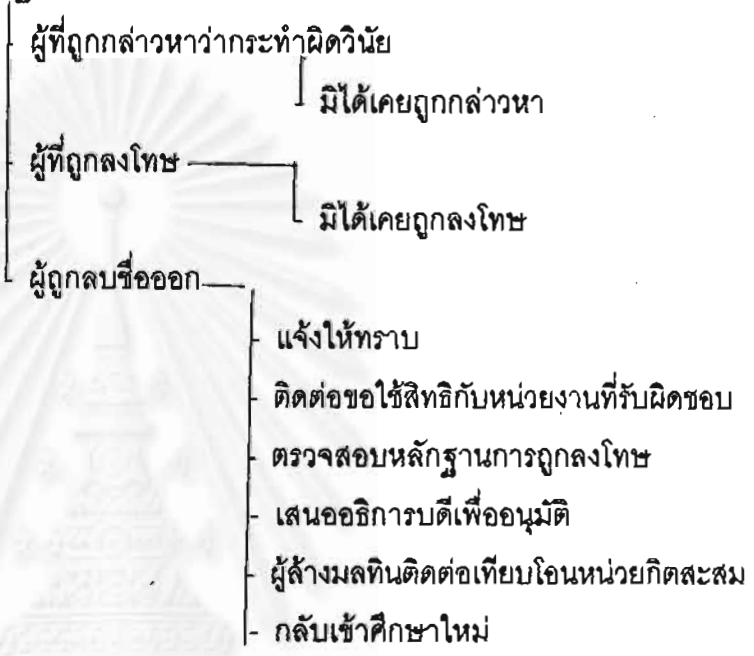 ผู้ที่ถูกกล่าวหาว่ากระทำผิดวินัย
มิได้เคยถูกกล่าวหา
ผู้ที่ถูกลงโทษ
มิได้เคยถูกลงโทษ
ผู้ถูกลบชื่อออก
แจ้งให้ทราบ
ติดต่อขอใช้สิทธิกับหน่วยงานที่รับผิดชอบ
ตรวจสอบหลักฐานการถูกลงโทษ
เสนออธิการบดีเพื่ออนุมัติ
ผู้ล้างมลทินติดต่อเทียบโอนหน่วยกิตสะสม
กลับเข้าศึกษาใหม่